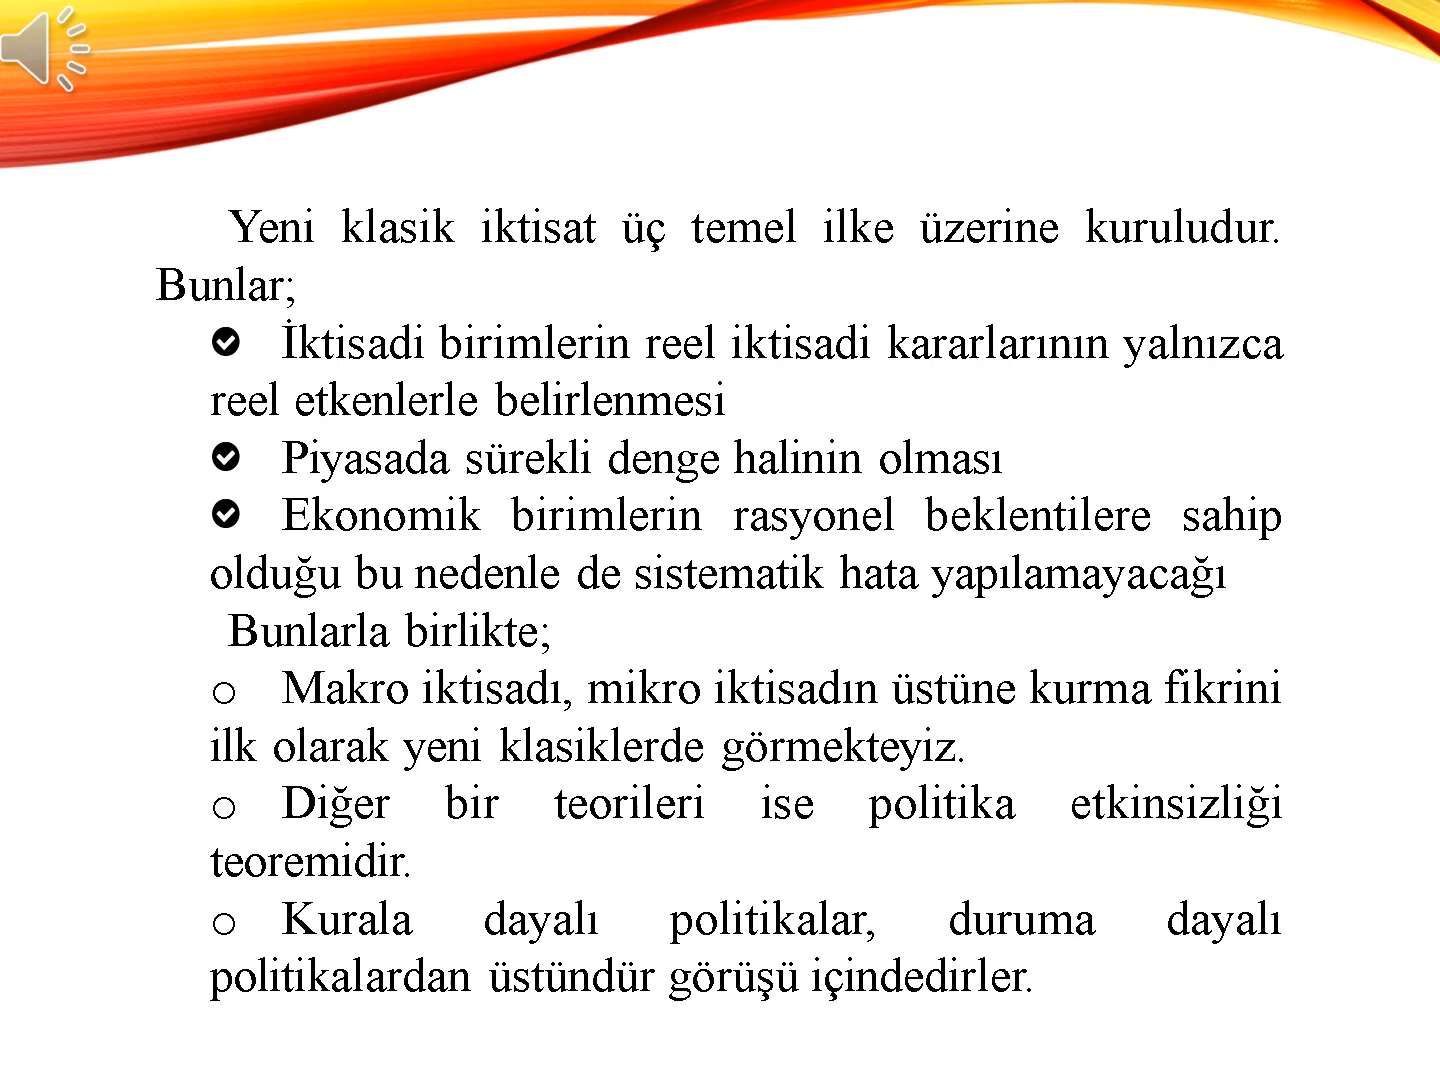 Yeni klasik iktisat üç temel ilke üzerine kuruludur.
Bunlar;
İktisadi birimlerin reel iktisadi kararlarının yalnızca
reel etkenlerle belirlenmesi
Piyasada sürekli denge halinin olması
Ekonomik birimlerin rasyonel beklentilere sahip
olduğu bu nedenle de sistematik hata yapılamayacağı
Bunlarla birlikte;
o Makro iktisadı, mikro iktisadın üstüne kurma fikrini
ilk olarak yeni klasiklerde görmekteyiz.
o Diğer bir teorileri ise politika etkinsizliği
teoremidir.
o Kurala dayalı politikalar, duruma dayalı
politikalardan üstündür görüşü içindedirler.